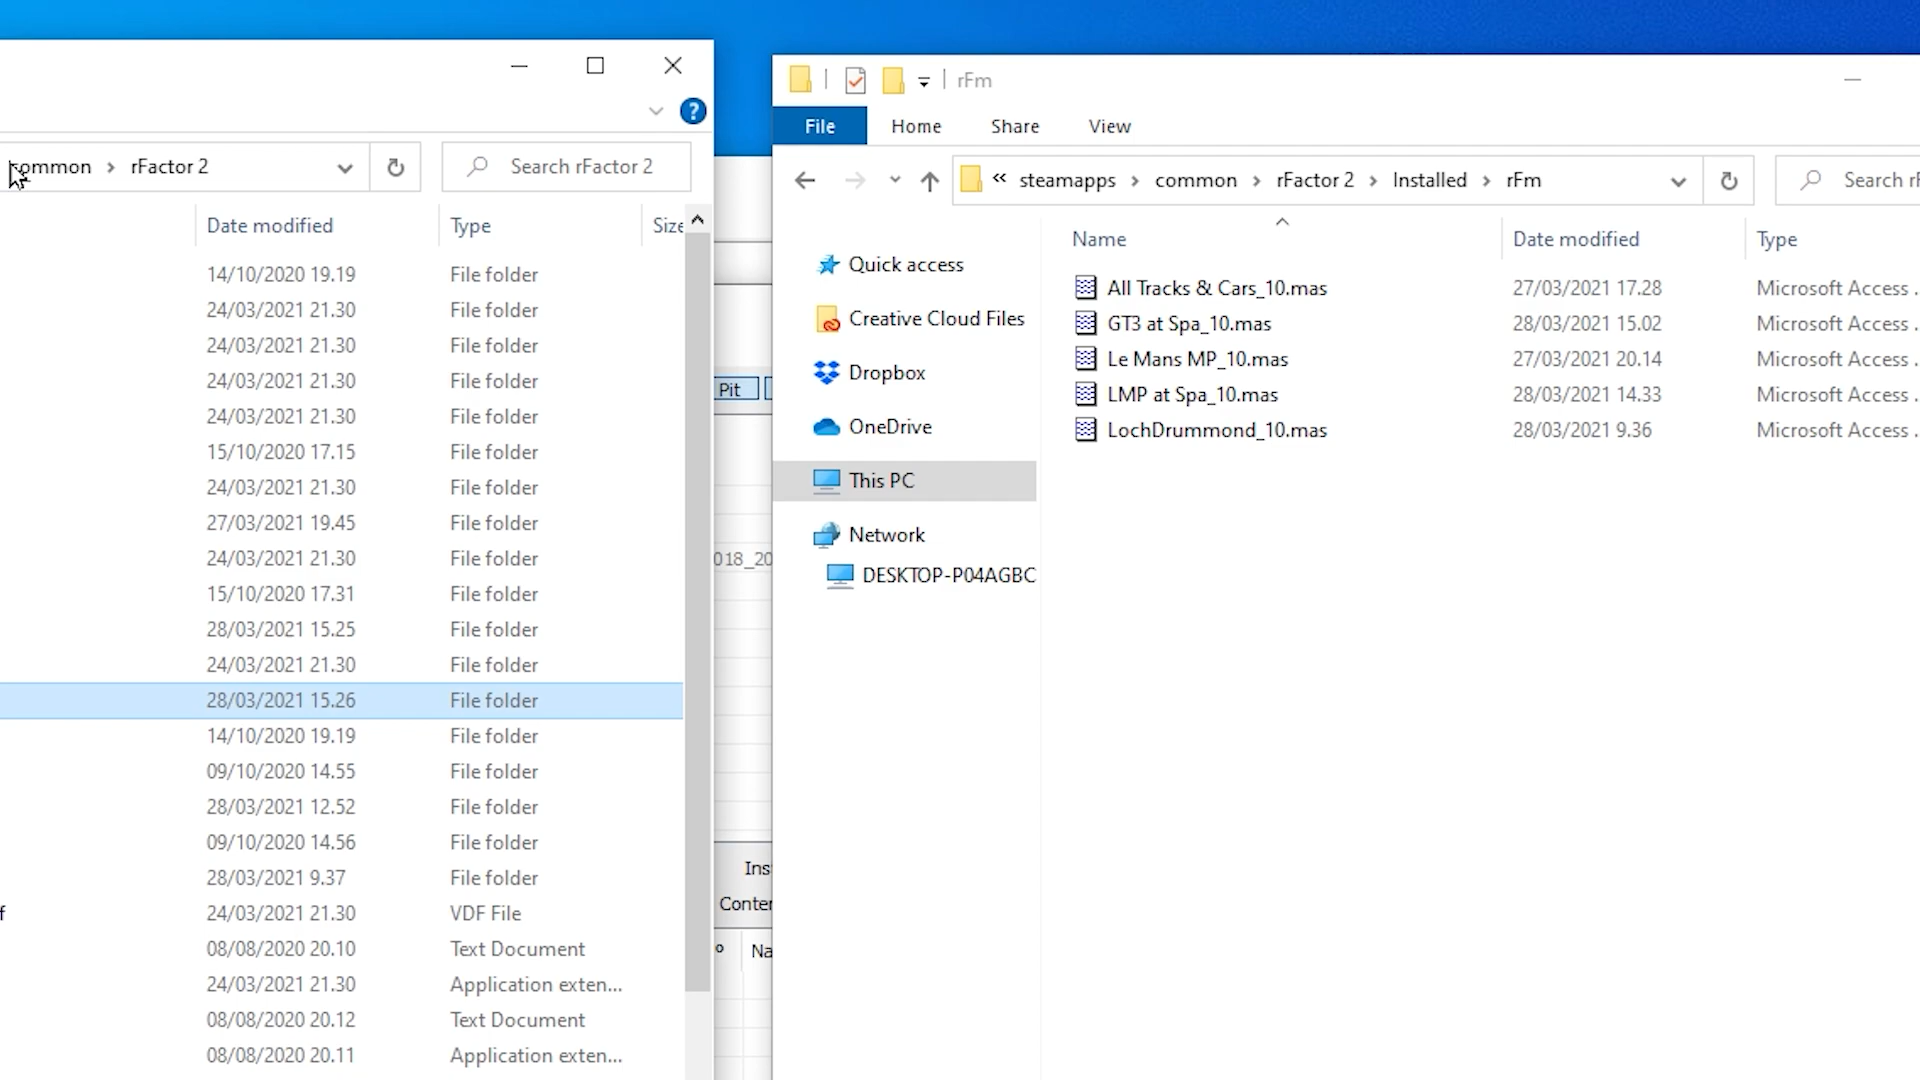 common > rFactor 2
Search rFactor 2
Date modified Type Size
14/10/2020 19.19 File folder
24/03/2021 21.30 File folder
24/03/2021 21.30 File folder
24/03/2021 21.30 File folder
24/03/2021 21.30 File folder
15/10/2020 17.15 File folder
24/03/2021 21.30 File folder
27/03/2021 19.45 File folder
24/03/2021 21.30 File folder
15/10/2020 17.31 File folder
28/03/2021 15.25 File folder
24/03/2021 21.30 File folder
28/03/2021 15.26 File folder
14/10/2020 19.19 File folder
09/10/2020 14.55 File folder
28/03/2021 12.52 File folder
09/10/2020 14.56 File folder
28/03/2021 9.37 File folder
f 24/03/2021 21.30 VDF File
08/08/2020 20.10 Text Document
24/03/2021 21.30 Application exten...
08/08/2020 20.12 Text Document
08/08/2020 20.11 Application exten...
Pit
018_20
Ins
Conter
º Na
rFm
File Home Share View
« steamapps > common > rFactor 2 > Installed > rFm
Search rF
Quick access
Creative Cloud Files
Dropbox
OneDrive
This PC
Network
DESKTOP-P04AGBC
Name Date modified Type
All Tracks & Cars_10.mas 27/03/2021 17.28 Microsoft Access .
GT3 at Spa_10.mas 28/03/2021 15.02 Microsoft Access .
Le Mans MP_10.mas 27/03/2021 20.14 Microsoft Access .
LMP at Spa_10.mas 28/03/2021 14.33 Microsoft Access .
LochDrummond_10.mas 28/03/2021 9.36 Microsoft Access .